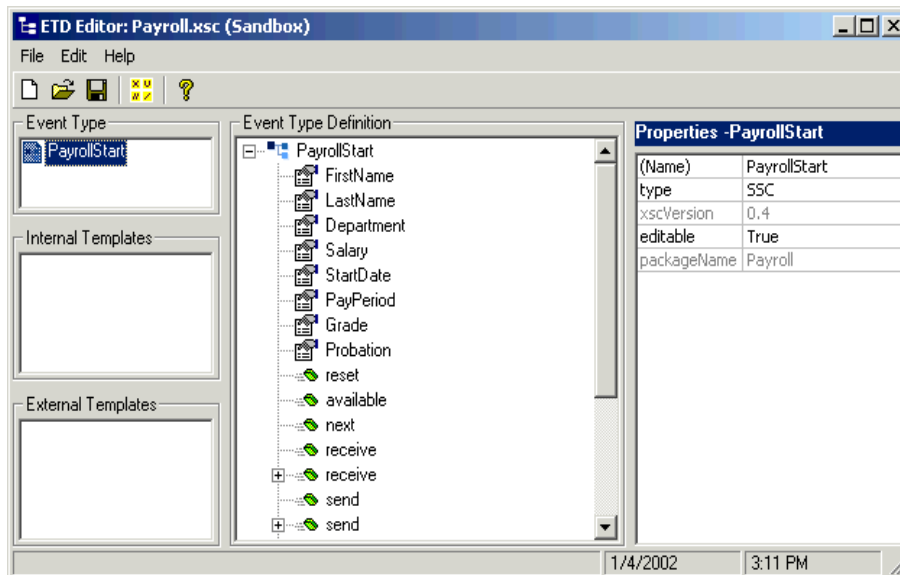 ETD Editor: Payroll.xsc (Sandbox)
File Edit Help
Event Type
PayrollStart
Internal Templates
External Templates
Event Type Definition
PayrollStart
FirstName
LastName
Department
Salary
StartDate
PayPeriod
Grade
Probation
reset
available
next
receive
receive
send
send
Properties -PayrollStart
(Name) PayrollStart
type SSC
xscVersion 0.4
editable True
packageName Payroll
1/4/2002 3:11 PM